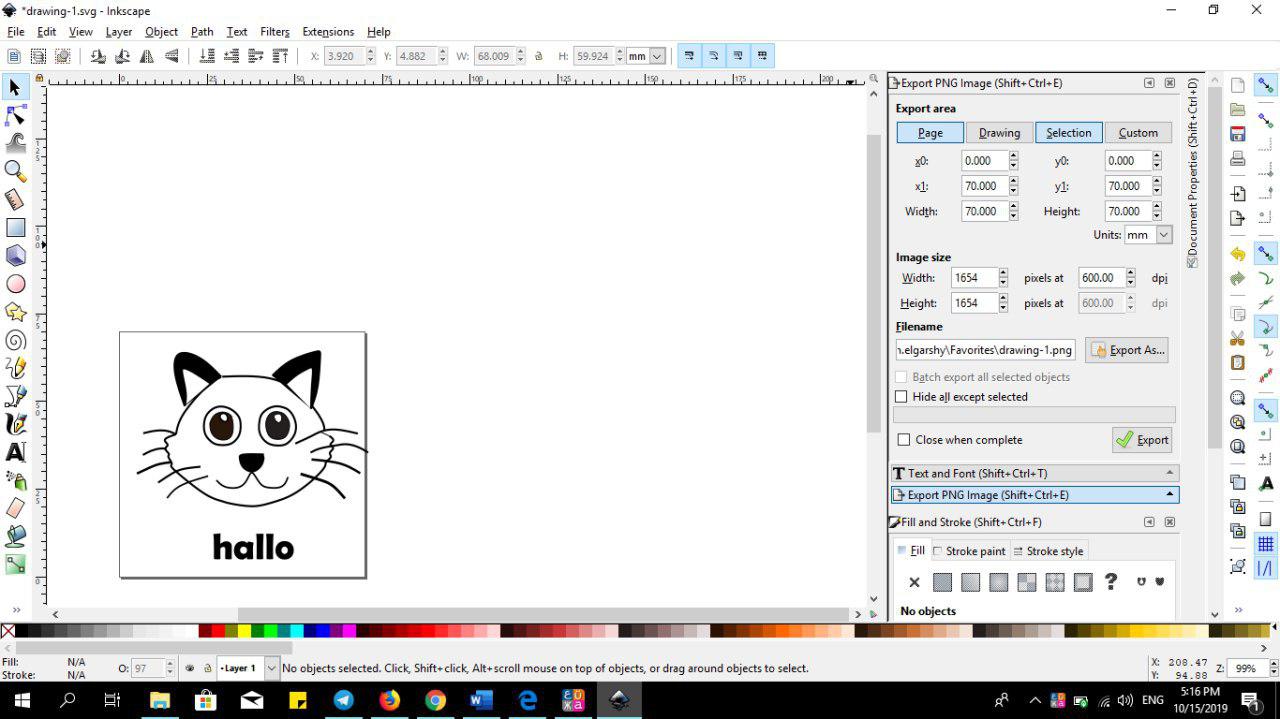 *drawing-1.svg - Inkscape
File Edit View Layer Object Path Text Filters Extensions Help
X: 3.920 Y: 4.882 W: 68.009 H: 59.924 mm
0 25 50 75 100 125 150 175 200
125
100
75
50
25
0
hallo
Export PNG Image (Shift+Ctrl+E)
Export area
Page Drawing Selection Custom
x0: 0.000 y0: 0.000
x1: 70.000 y1: 70.000
Width: 70.000 Height: 70.000
Units: mm
Image size
Width: 1654 pixels at 600.00 dpi
Height: 1654 pixels at 600.00 dpi
Filename
.elgarshy\Favorites\drawing-1.png Export As...
Batch export all selected objects
Hide all except selected
Close when complete Export
Text and Font (Shift+Ctrl+T)
Export PNG Image (Shift+Ctrl+E)
Fill and Stroke (Shift+Ctrl+F)
Fill Stroke paint Stroke style
No objects
Document Properties (Shift+Ctrl+D)
Fill: N/A
Stroke: N/A
O: 97
Layer 1
No objects selected. Click, Shift+click, Alt+scroll mouse on top of objects, or drag around objects to select.
X: 208.47
Y: 94.88
Z: 99%
ENG
5:16 PM
10/15/2019
1